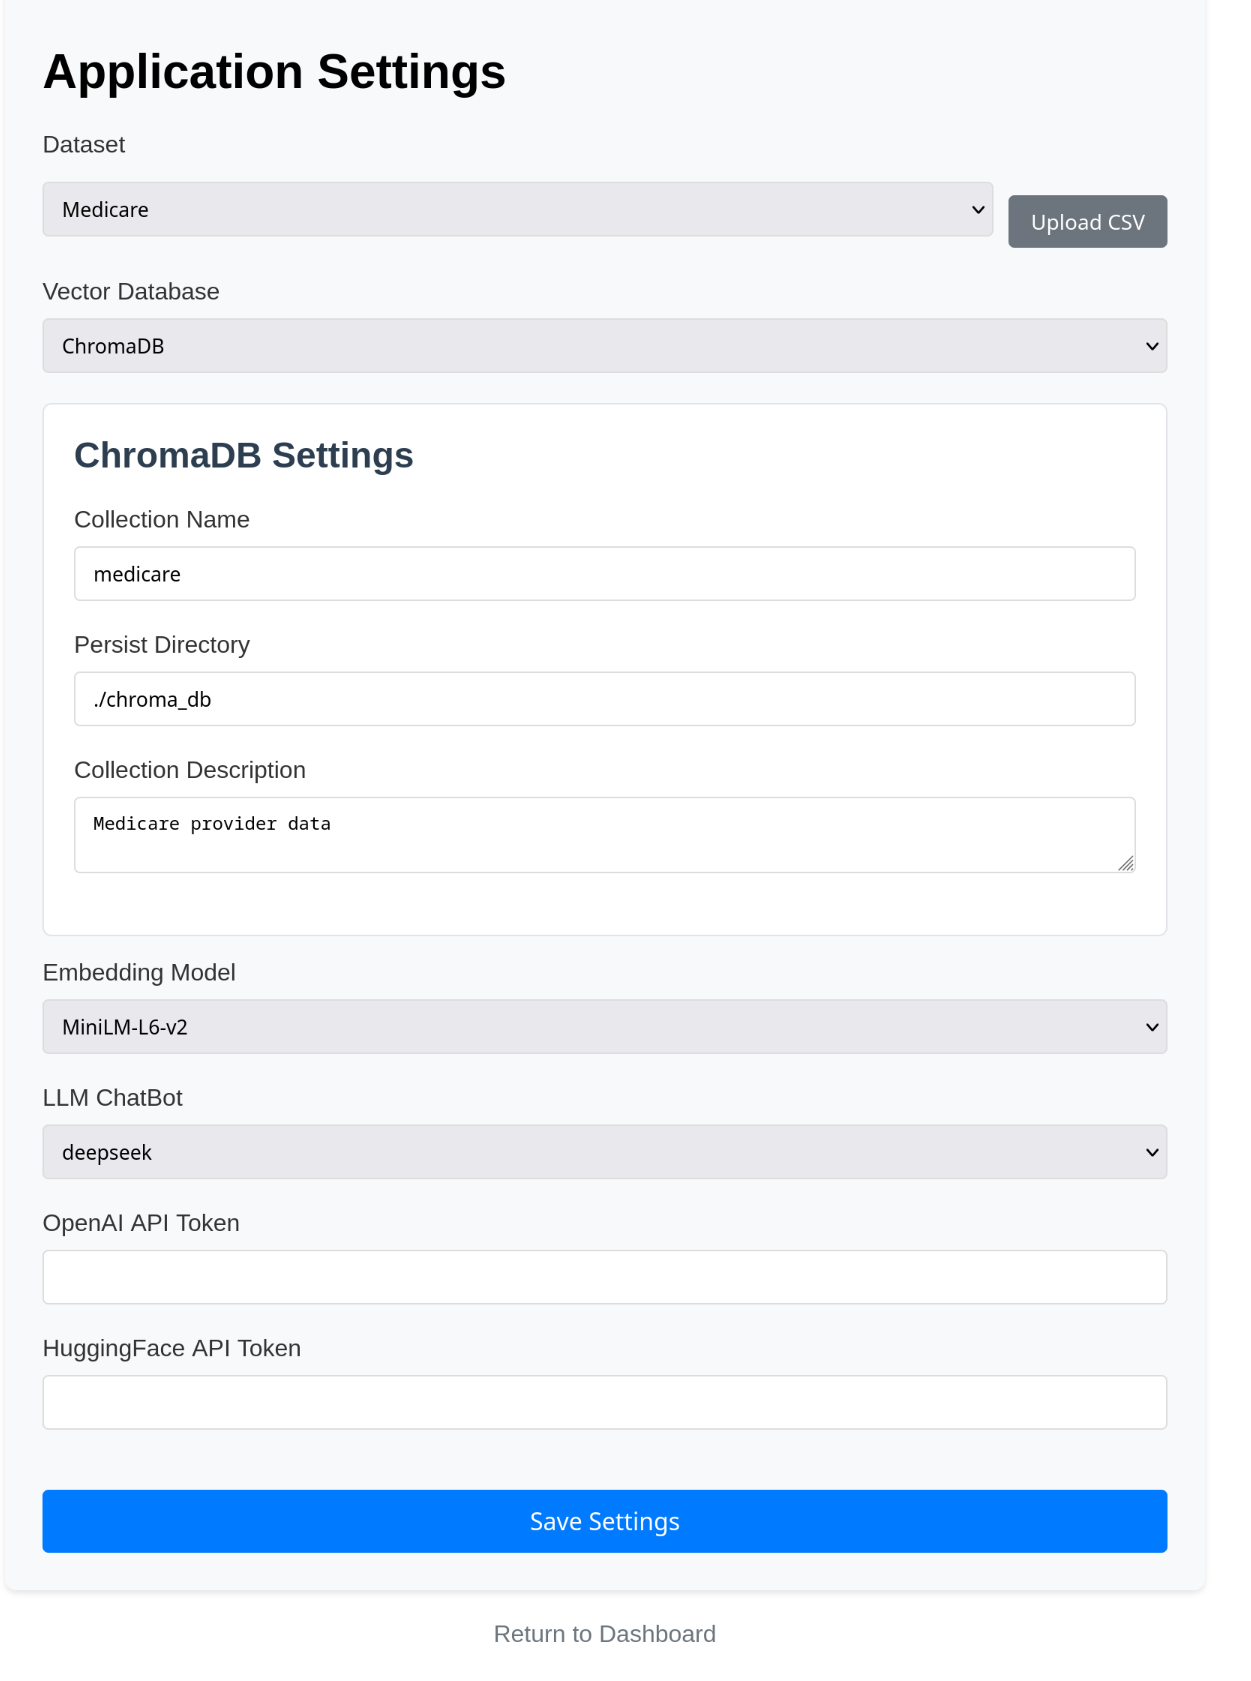 Application Settings
Dataset
Medicare
Upload CSV
Vector Database
ChromaDB
ChromaDB Settings
Collection Name
medicare
Persist Directory
./chroma_db
Collection Description
Medicare provider data
Embedding Model
MiniLM-L6-v2
LLM ChatBot
deepseek
OpenAI API Token
HuggingFace API Token
Save Settings
Return to Dashboard